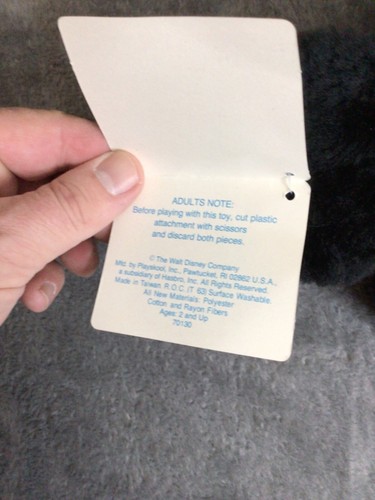 ADULTS NOTE:
Before playing with this toy, cut plastic
attachment with scissors
and discard both pieces.
© The Walt Disney Company
Mfd. by Playskool, Inc., Pawtucket, RI 02862 U.S.A.,
a subsidiary of Hasbro, Inc. All Rights Reserved.
Made in Taiwan, R.O.C. (T 63) Surface Washable.
All New Materials: Polyester
Cotton and Rayon Fibers
Ages: 2 and Up
70130